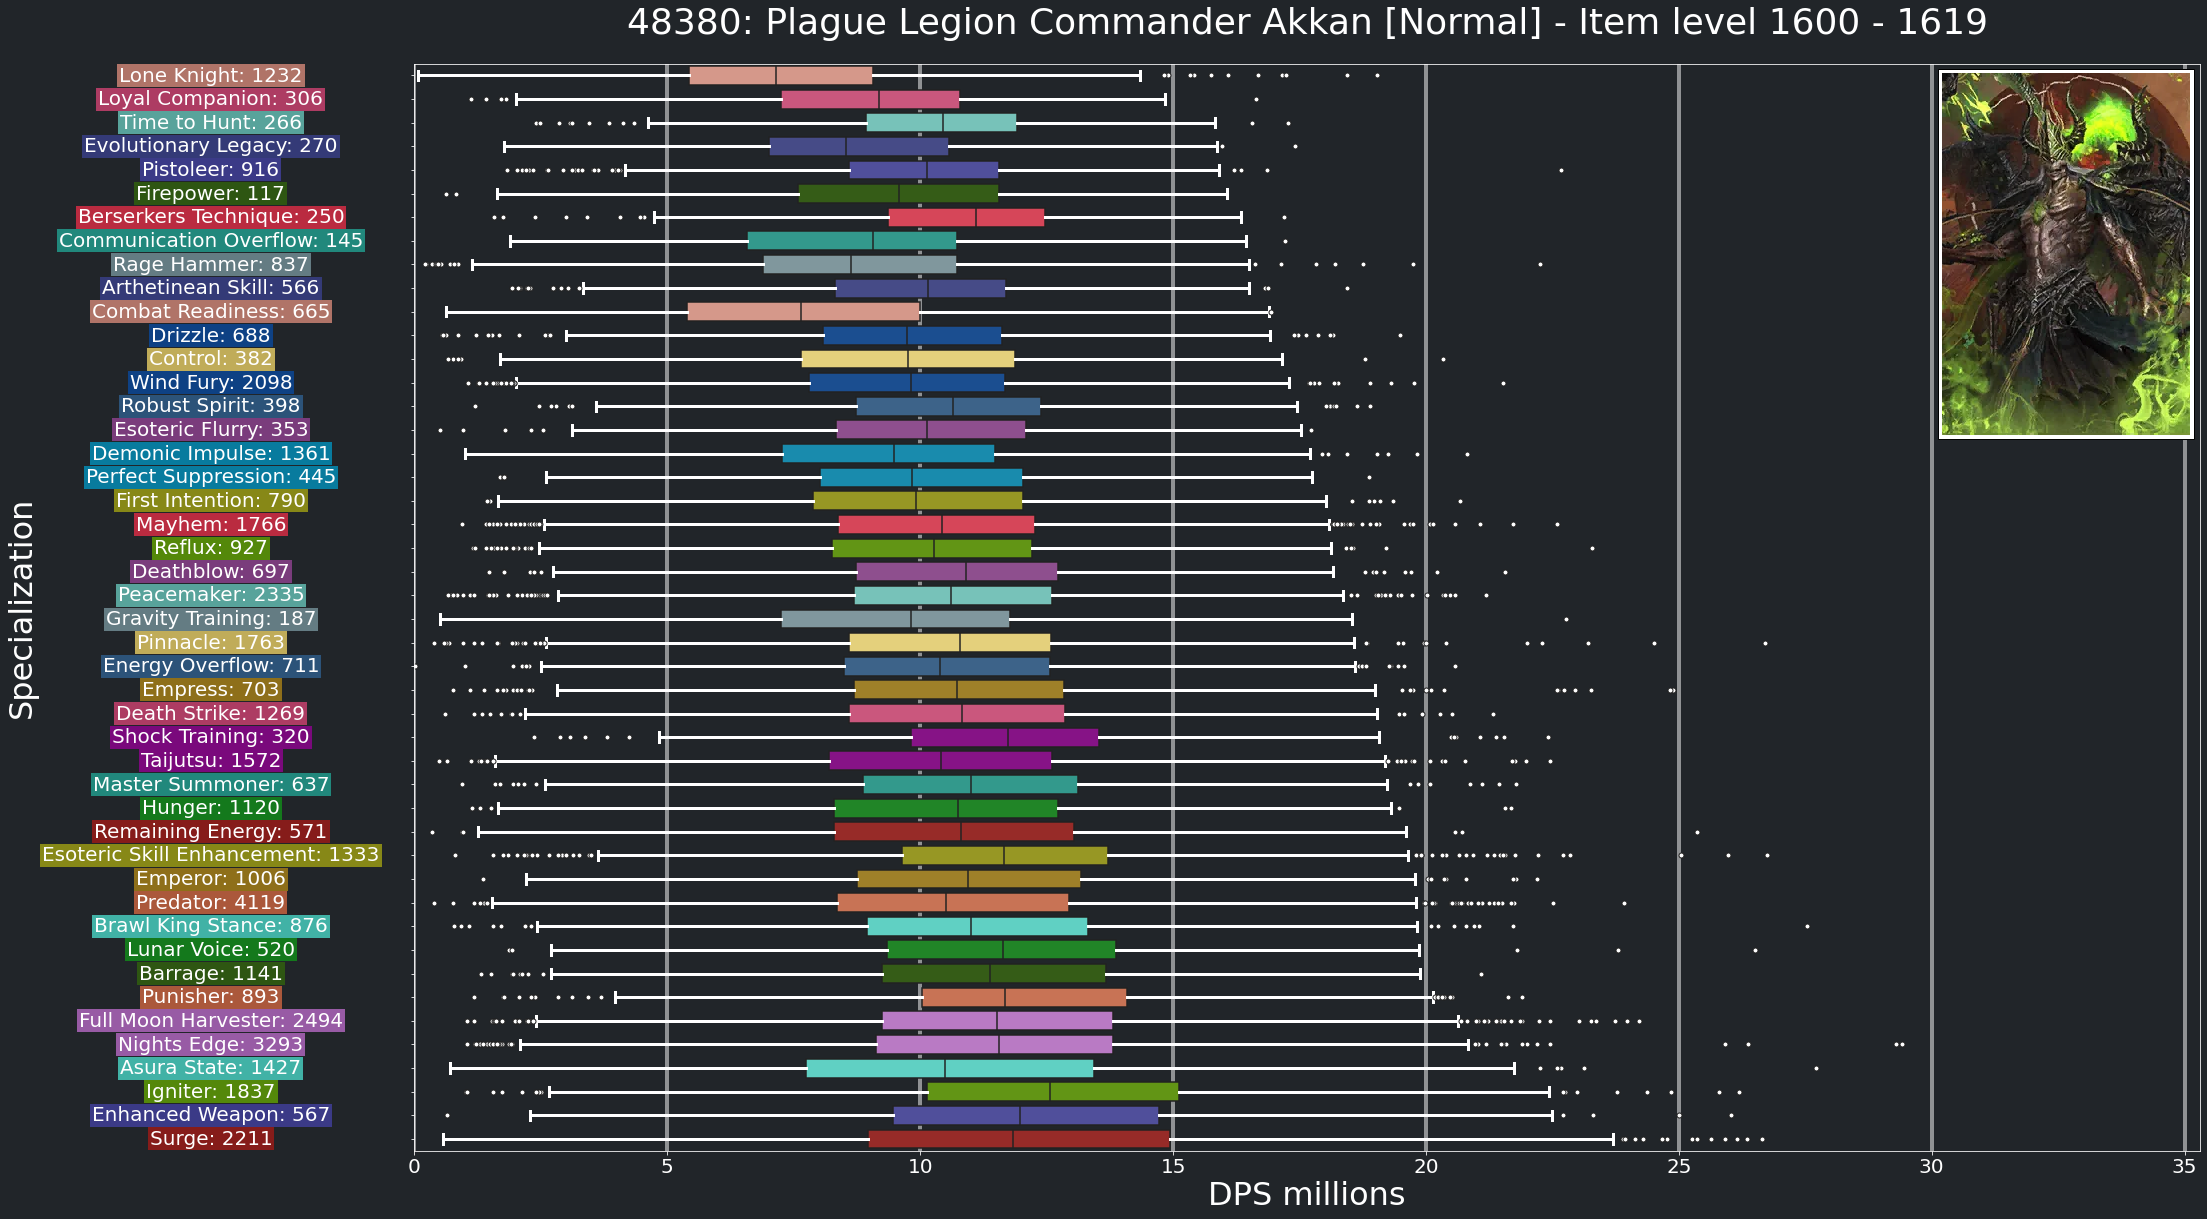 48380: Plague Legion Commander Akkan [Normal] - Item level 1600 - 1619
Specialization
Lone Knight: 1232
Loyal Companion: 306
Time to Hunt: 266
Evolutionary Legacy: 270
Pistoleer: 916
Firepower: 117
Berserkers Technique: 250
Communication Overflow: 145
Rage Hammer: 837
Arthetinean Skill: 566
Combat Readiness: 665
Drizzle: 688
Control: 382
Wind Fury: 2098
Robust Spirit: 398
Esoteric Flurry: 353
Demonic Impulse: 1361
Perfect Suppression: 445
First Intention: 790
Mayhem: 1766
Reflux: 927
Deathblow: 697
Peacemaker: 2335
Gravity Training: 187
Pinnacle: 1763
Energy Overflow: 711
Empress: 703
Death Strike: 1269
Shock Training: 320
Taijutsu: 1572
Master Summoner: 637
Hunger: 1120
Remaining Energy: 571
Esoteric Skill Enhancement: 1333
Emperor: 1006
Predator: 4119
Brawl King Stance: 876
Lunar Voice: 520
Barrage: 1141
Punisher: 893
Full Moon Harvester: 2494
Nights Edge: 3293
Asura State: 1427
Igniter: 1837
Enhanced Weapon: 567
Surge: 2211
0 5 10 15 20 25 30 35
DPS millions